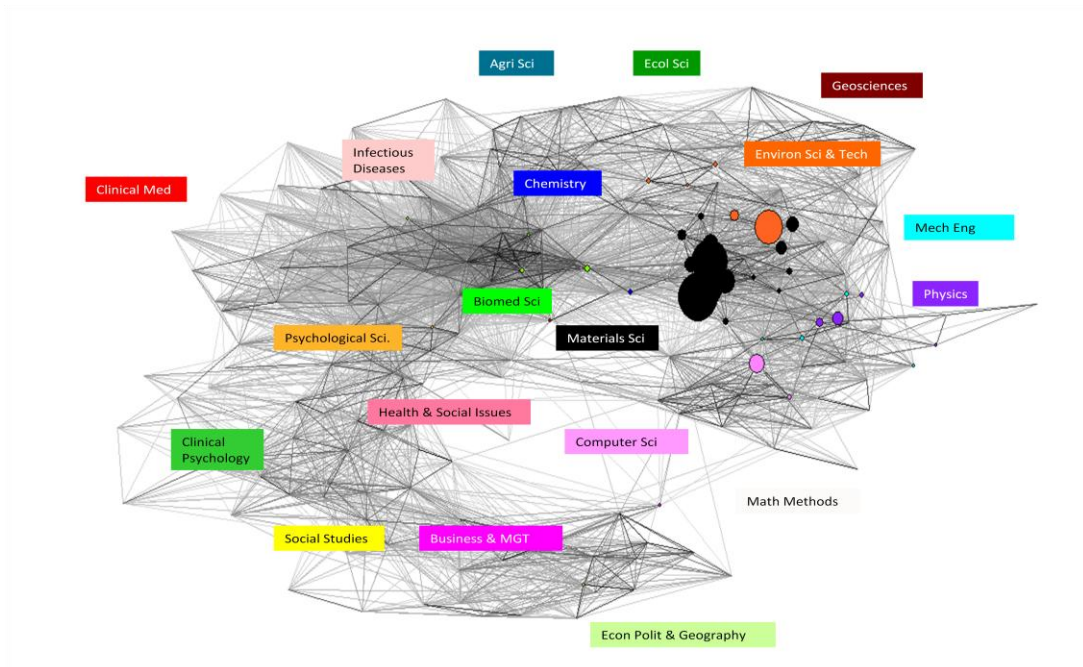 Agri Sci
Ecol Sci
Geosciences
Infectious
Diseases
Environ Sci & Tech
Clinical Med
Chemistry
Mech Eng
Biomed Sci
Physics
Psychological Sci.
Materials Sci
Health & Social Issues
Clinical
Psychology
Computer Sci
Math Methods
Social Studies
Business & MGT
Econ Polit & Geography